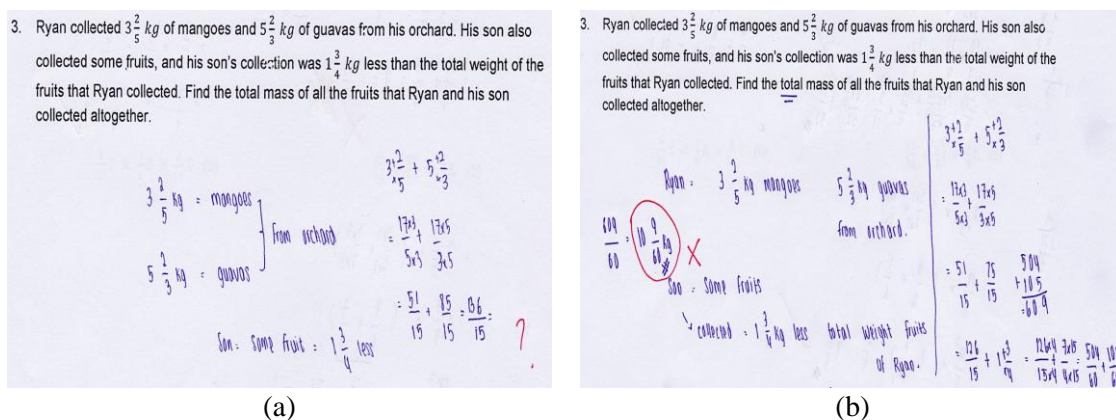 3. Ryan collected 3 2/5 kg of mangoes and 5 2/3 kg of guavas from his orchard. His son also
collected some fruits, and his son's collection was 1 3/4 kg less than the total weight of the
fruits that Ryan collected. Find the total mass of all the fruits that Ryan and his son
collected altogether.
3 2/5 kg = mangoes
5 2/3 kg = guavas
from orchard
Son = some fruit = 1 3/4 less
3 +2/×5 + 5 +2/×3
= 17×3/5×3 + 17×5/3×5
= 51/15 + 85/15 = 136/15 =
?
(a)
3. Ryan collected 3 2/5 kg of mangoes and 5 2/3 kg of guavas from his orchard. His son also
collected some fruits, and his son's collection was 1 3/4 kg less than the total weight of the
fruits that Ryan collected. Find the total mass of all the fruits that Ryan and his son
collected altogether.
Ryan = 3 2/5 kg mangoes 5 2/3 kg guavas
from orchard.
609/60 = 10 9/60 kg
Son = some fruits
collected = 1 3/4 kg less total weight fruits
of Ryan.
3 +2/×5 + 5 +2/×3
= 17×3/5×3 + 17×5/3×5
= 51/15 + 75/15
504
+105
=609
= 126/15 + 1 +3/×4 = 126×4/15×4 + 7×15/4×15 = 504/60 +
(b)